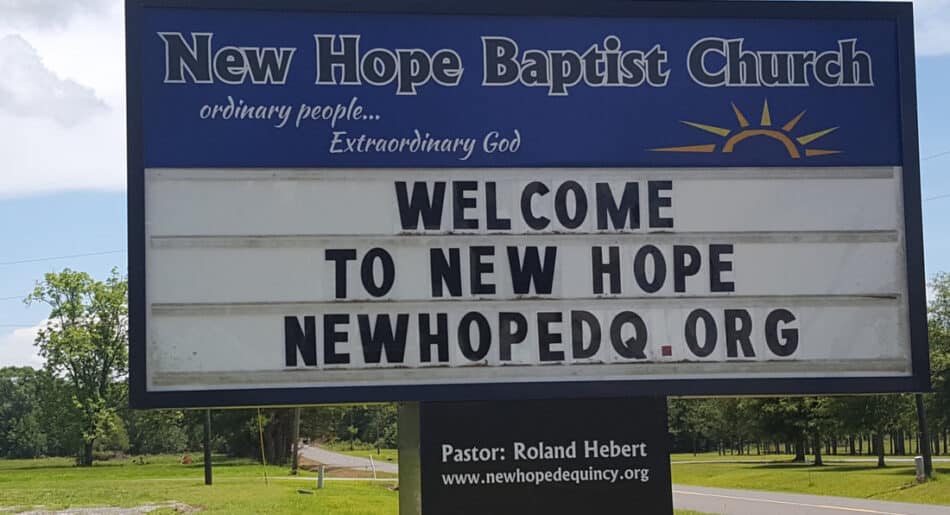 New Hope Baptist Church
ordinary people...
Extraordinary God
WELCOME
TO NEW HOPE
NEWHOPEDQ.ORG
Pastor: Roland Hebert
www.newhopedequincy.org